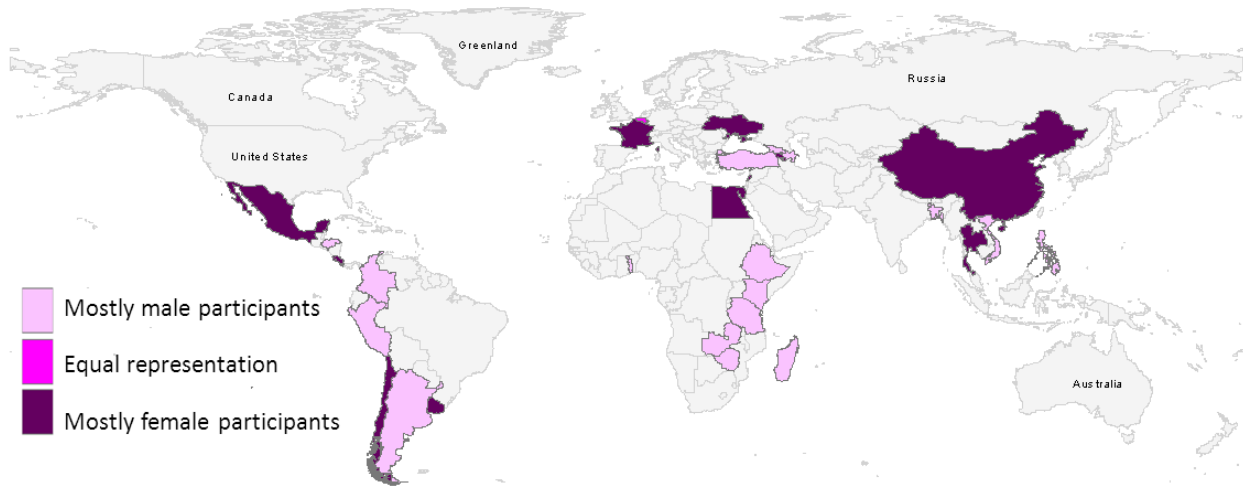 Greenland
Russia
Canada
United States
Mostly male participants
Equal representation
Australia
Mostly female participants